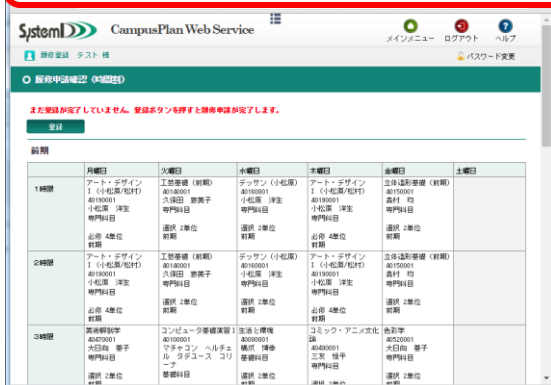 SystemD CampusPlan Web Service
メインメニュー ログアウト ヘルプ
履修登録 テスト 様
パスワード変更
履修申請確認(時間割)
まだ登録が完了していません。登録ボタンを押すと履修申請が完了します。
登録
前期
月曜日 火曜日 水曜日 木曜日 金曜日 土曜日
1時限
アート・デザイン
Ⅰ (小松原/松村)
40190001
小松原 洋生
専門科目
必修 4単位
前期
工芸基礎(前期)
40140001
久保田 恵美子
専門科目
選択 2単位
前期
デッサン(小松原)
40160001
小松原 洋生
専門科目
選択 2単位
前期
アート・デザイン
Ⅰ (小松原/松村)
40190001
小松原 洋生
専門科目
必修 4単位
前期
立体造形基礎(前期)
40150001
森村 均
専門科目
選択 2単位
前期
2時限
アート・デザイン
Ⅰ (小松原/松村)
40190001
小松原 洋生
専門科目
必修 4単位
前期
工芸基礎(前期)
40140001
久保田 恵美子
専門科目
選択 2単位
前期
デッサン(小松原)
40160001
小松原 洋生
専門科目
選択 2単位
前期
アート・デザイン
Ⅰ (小松原/松村)
40190001
小松原 洋生
専門科目
必修 4単位
前期
立体造形基礎(前期)
40150001
森村 均
専門科目
選択 2単位
前期
3時限
美術解剖学
40470001
大日向 基子
専門科目
選択 2単位
前期
コンピュータ基礎演習Ⅰ
40100001
マチャコン ヘルチェ
ル タデユース コリ
ーナ
基礎科目
生活と環境
40080001
博幸
基礎科目
選択 2単位
前期
コミック・アニメ文化
論
40490001
三友 恒平
専門科目
選択 2単位
色彩学
40520001
大日向 基子
専門科目
選択 2単位
前期